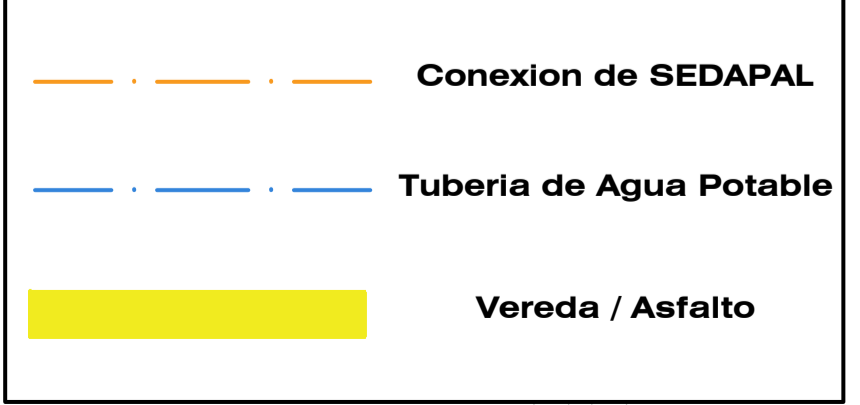 Conexion de SEDAPAL
Tuberia de Agua Potable
Vereda / Asfalto